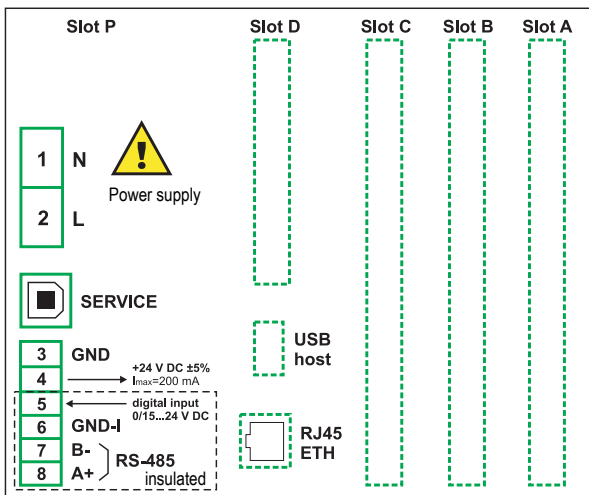 Slot P
Slot D
Slot C
Slot B
Slot A
1 N
Power supply
2 L
SERVICE
3 GND
4
+24 V DC ±5%
Imax=200 mA
5
digital input
0/15...24 V DC
6 GND-I
7 B-
8 A+
RS-485
insulated
USB
host
RJ45
ETH